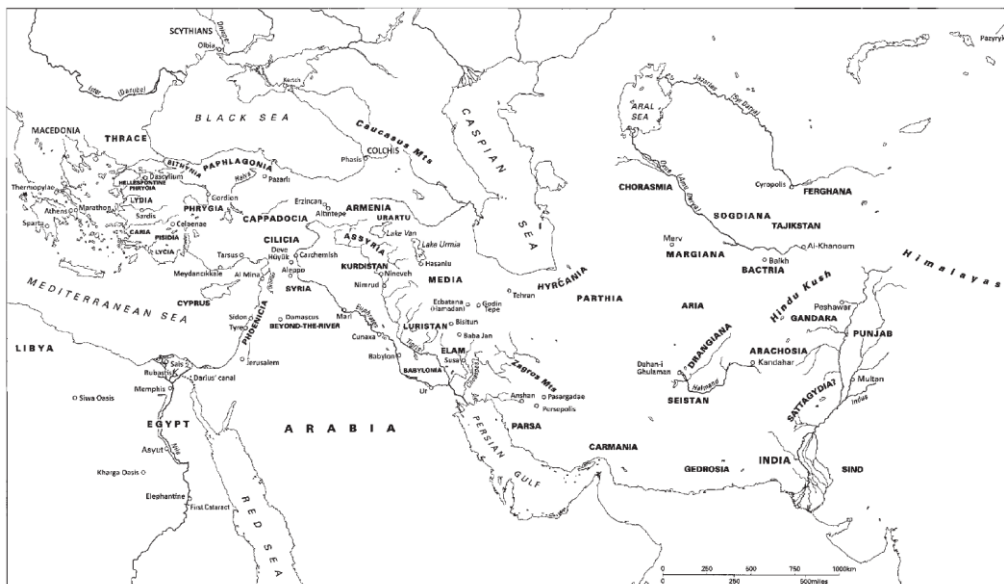 SCYTHIANS
Olbia
Dnieper
Pazyryk
Kerch
Ister (Danube)
Jaxartes (Syr Darya)
ARAL SEA
BLACK SEA
CASPIAN SEA
Caucasus Mts
MACEDONIA
THRACE
COLCHIS
Phasis
BITHYNIA
PAPHLAGONIA
Halys
Pazarli
Oxus (Amu Darya)
CHORASMIA
Cyropolis
FERGHANA
Thermopylae
HELLESPONTINE PHRYGIA
Dascylium
Gordion
Erzincan
Altintepe
ARMENIA
URARTU
LYDIA
Sardis
PHRYGIA
CAPPADOCIA
SOGDIANA
TAJIKSTAN
Athens
Marathon
Sparta
CARIA
PISIDIA
Celaenae
LYCIA
Lake Van
Lake Urmia
ASSYRIA
Hasanlu
Merv
MARGIANA
Al-Khanoum
Balkh
BACTRIA
Himalayas
Tarsus
CILICIA
Deve Hüyük
Carchemish
Meydancikkale
Al Mina
Aleppo
KURDISTAN
Nineveh
Nimrud
MEDIA
HYRCANIA
Tehran
PARTHIA
ARIA
Hindu Kush
Peshawar
GANDARA
PUNJAB
MEDITERRANEAN SEA
CYPRUS
SYRIA
PHOENICIA
Sidon
Tyre
Damascus
BEYOND-THE-RIVER
Mari
Euphrates
Ecbatana (Hamadan)
Godin Tepe
LURISTAN
Bisitun
Baba Jan
Cunaxa
Tigris
ELAM
Susa
Babylon
BABYLONIA
Ur
Zagros Mts
Anshan
Pasargadae
Persepolis
PARSA
Dahan-i Ghulaman
DRANGIANA
Helmand
SEISTAN
ARACHOSIA
Kandahar
SATTAGYDIA?
Multan
Indus
LIBYA
Jerusalem
Sais
Bubastis
Darius' canal
Memphis
Siwa Oasis
EGYPT
ARABIA
PERSIAN GULF
CARMANIA
GEDROSIA
INDIA
SIND
Asyut
Nile
Kharga Oasis
Elephantine
First Cataract
RED SEA
0 250 500 750 1000km
0 250 500miles